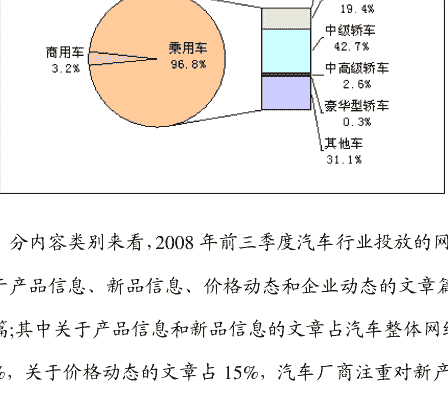 19.4%
中级轿车
42.7%
商用车
3.2%
乘用车
96.8%
中高级轿车
2.6%
豪华型轿车
0.3%
其他车
31.1%
分内容类别来看,2008 年前三季度汽车行业投放的网
于产品信息、新品信息、价格动态和企业动态的文章篇
篇;其中关于产品信息和新品信息的文章占汽车整体网络
%，关于价格动态的文章占 15%，汽车厂商注重对新产